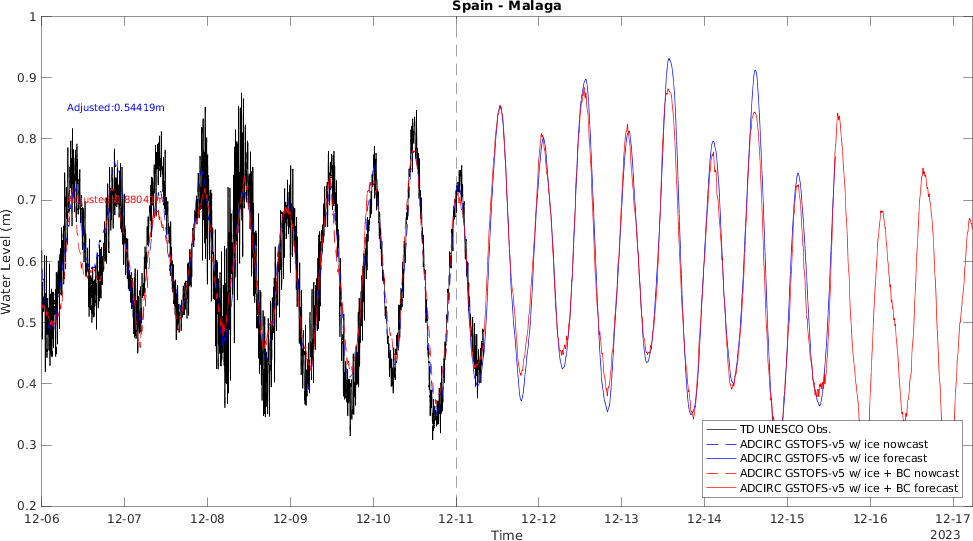 Spain - Malaga
1
0.9
0.8
0.7
0.6
0.5
0.4
0.3
0.2
Water Level (m)
Adjusted:0.54419m
TD UNESCO Obs.
ADCIRC GSTOFS-v5 w/ ice nowcast
ADCIRC GSTOFS-v5 w/ ice forecast
ADCIRC GSTOFS-v5 w/ ice + BC nowcast
ADCIRC GSTOFS-v5 w/ ice + BC forecast
12-06 12-07 12-08 12-09 12-10 12-11 12-12 12-13 12-14 12-15 12-16 12-17
Time
2023